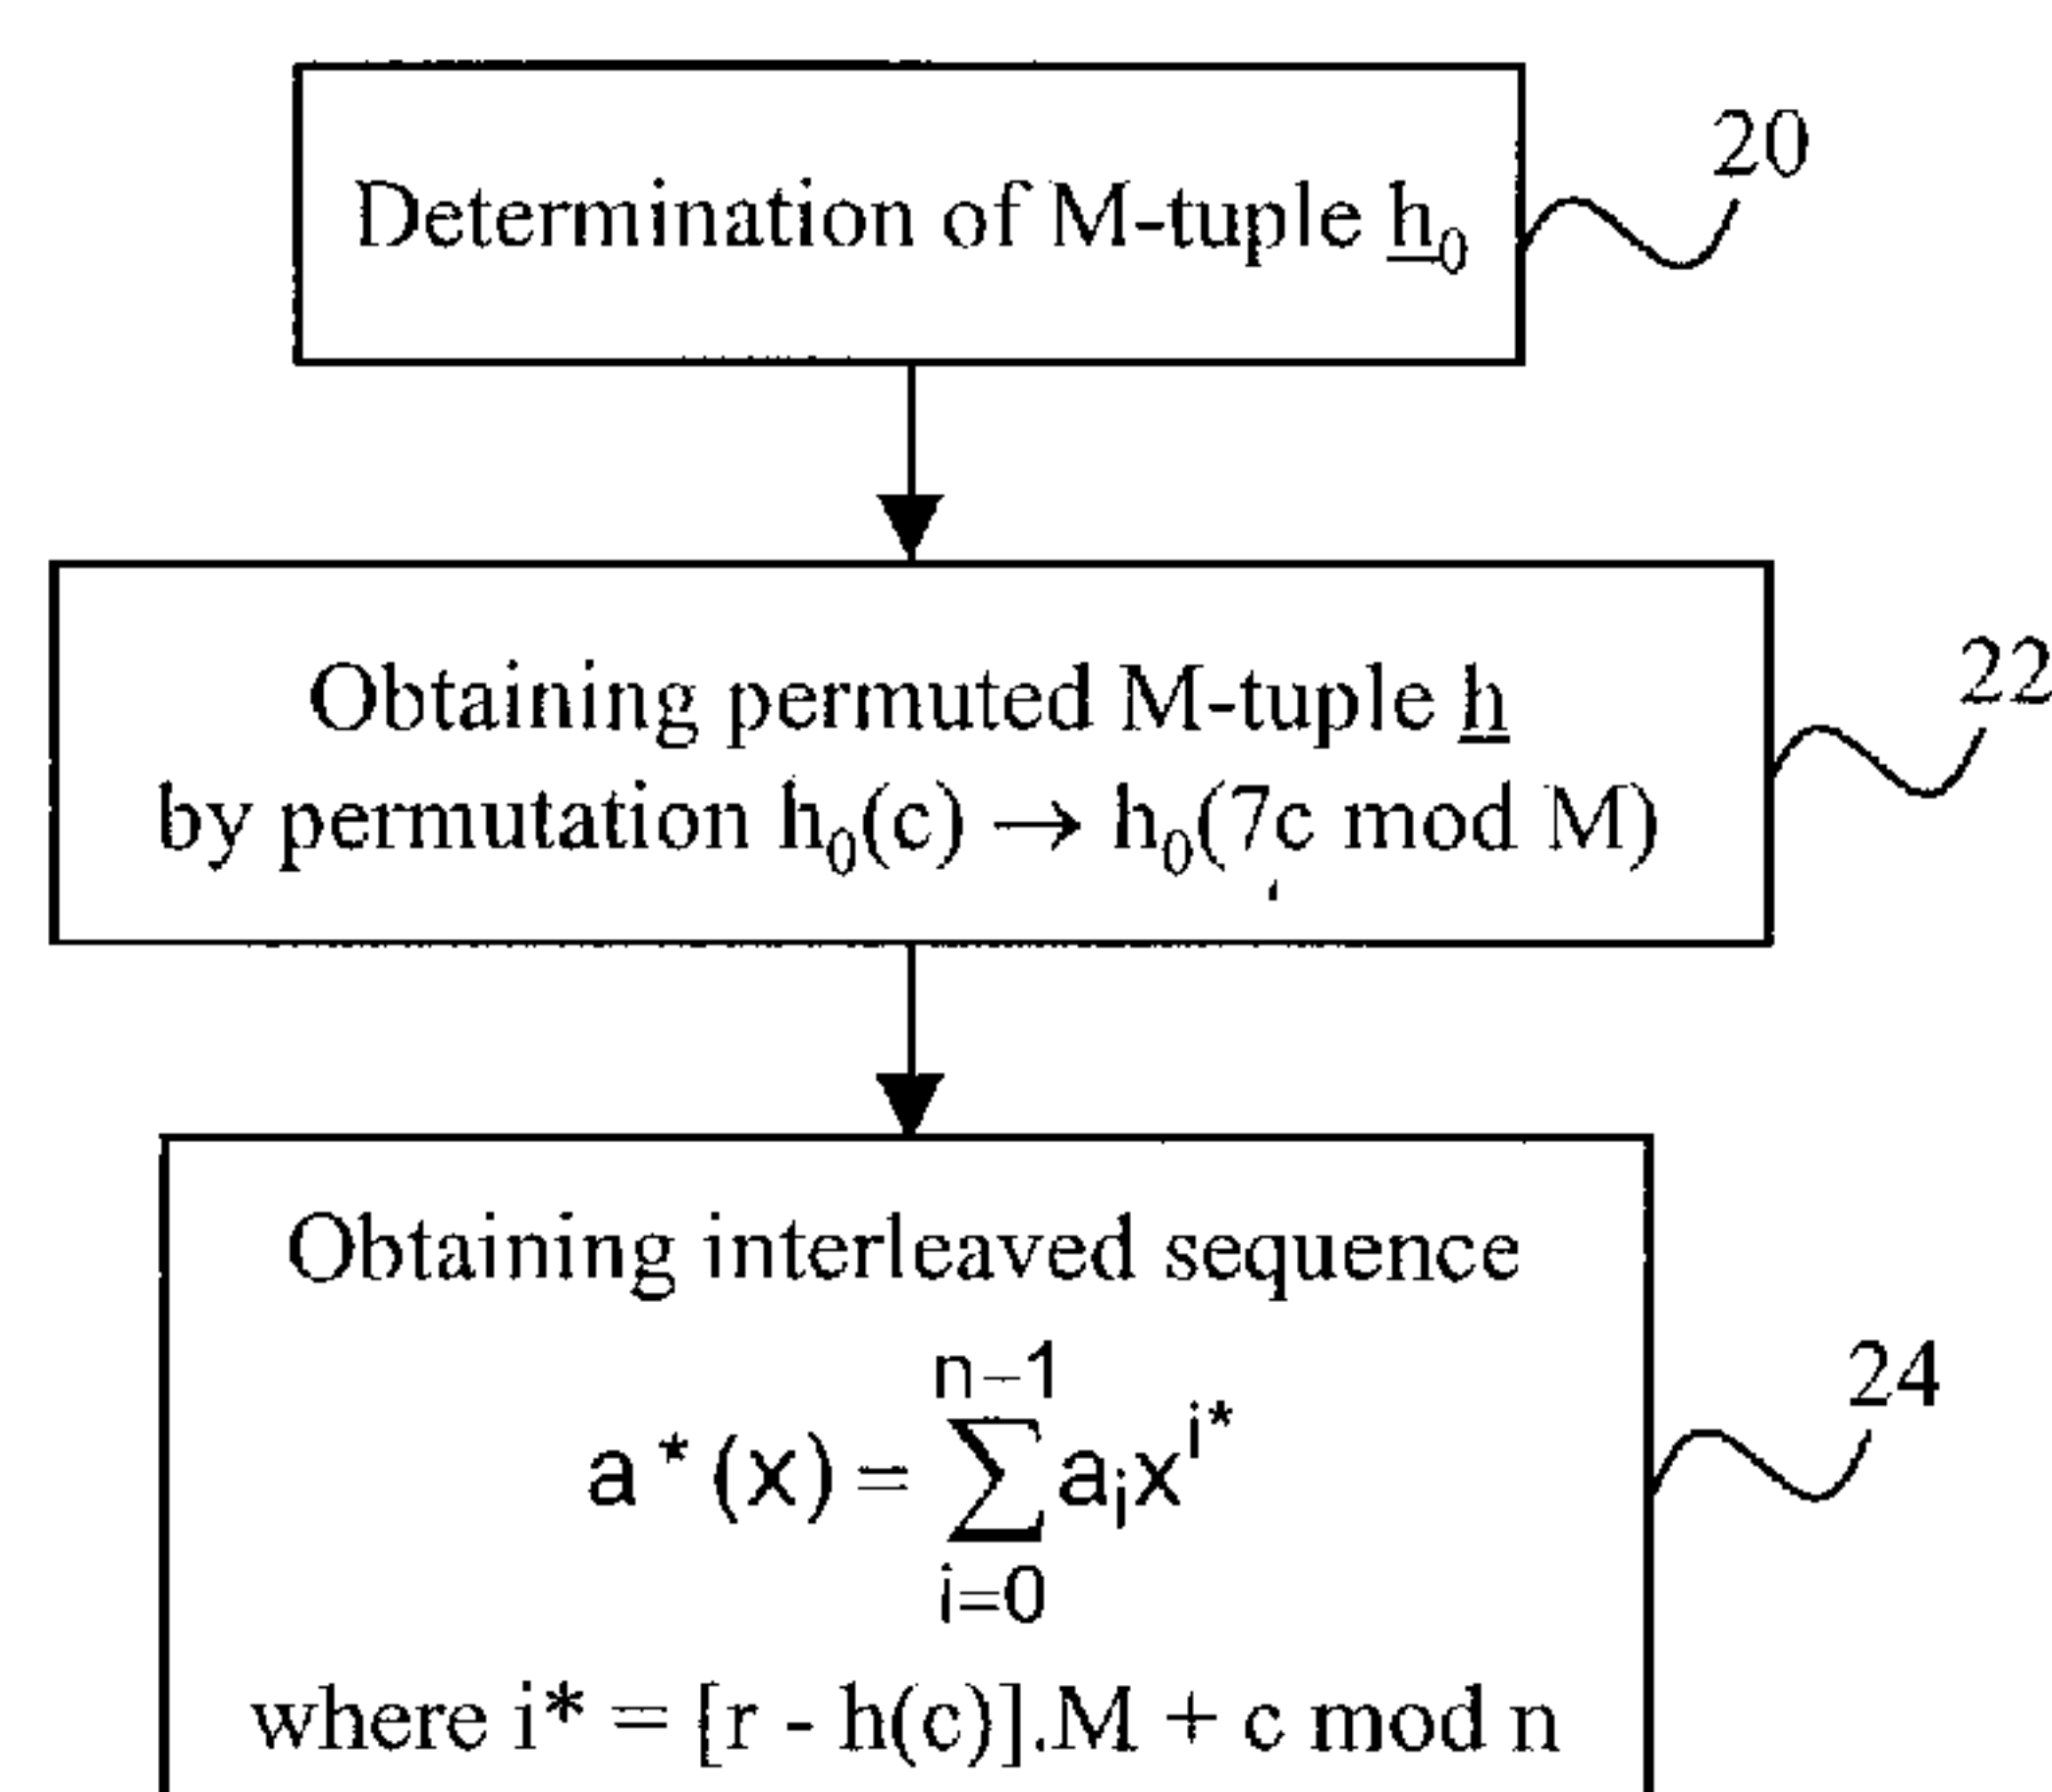 20
Determination of M-tuple h₀
22
Obtaining permuted M-tuple h
by permutation h₀(c) → h₀(7c mod M)
Obtaining interleaved sequence
24
n−1
a*(x) = ∑ aᵢxⁱ*
i=0
where i* = [r - h(c)].M + c mod n